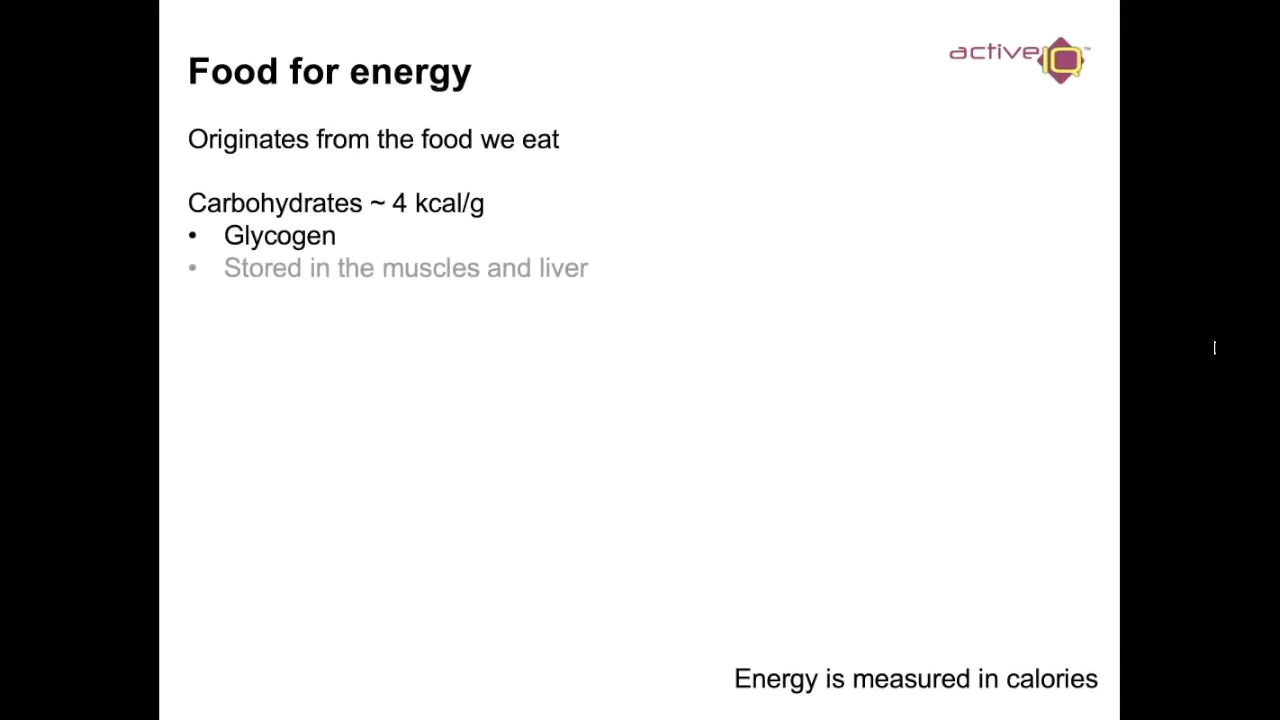 Food for energy
active IQ™
Originates from the food we eat
Carbohydrates ~ 4 kcal/g
• Glycogen
• Stored in the muscles and liver
Energy is measured in calories